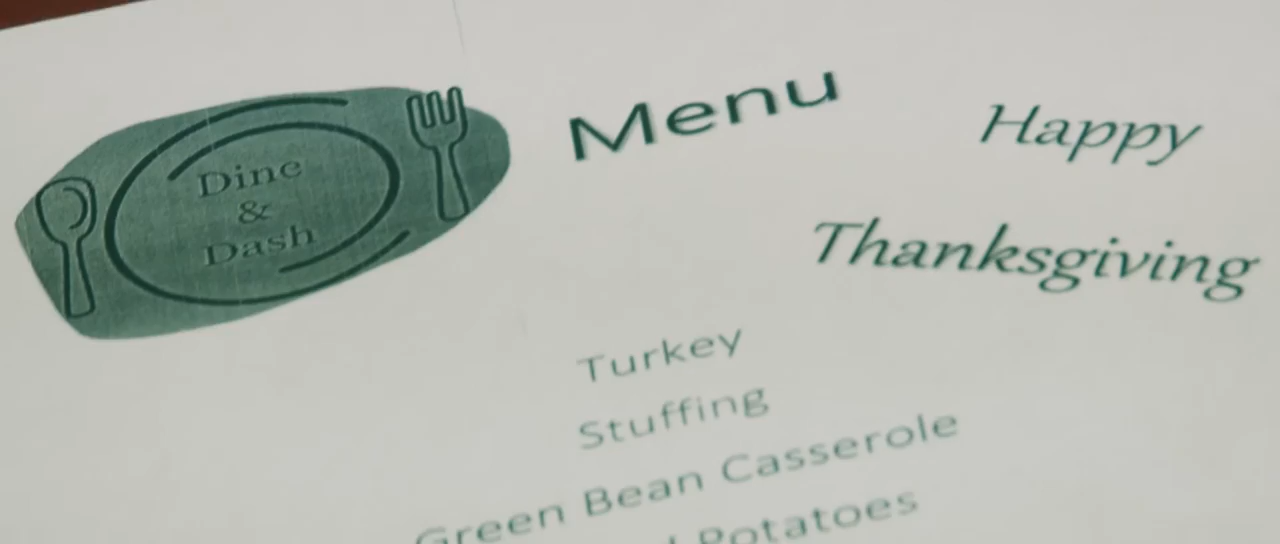 Dine
&
Dash
Menu
Happy
Thanksgiving
Turkey
Stuffing
Green Bean Casserole
Potatoes